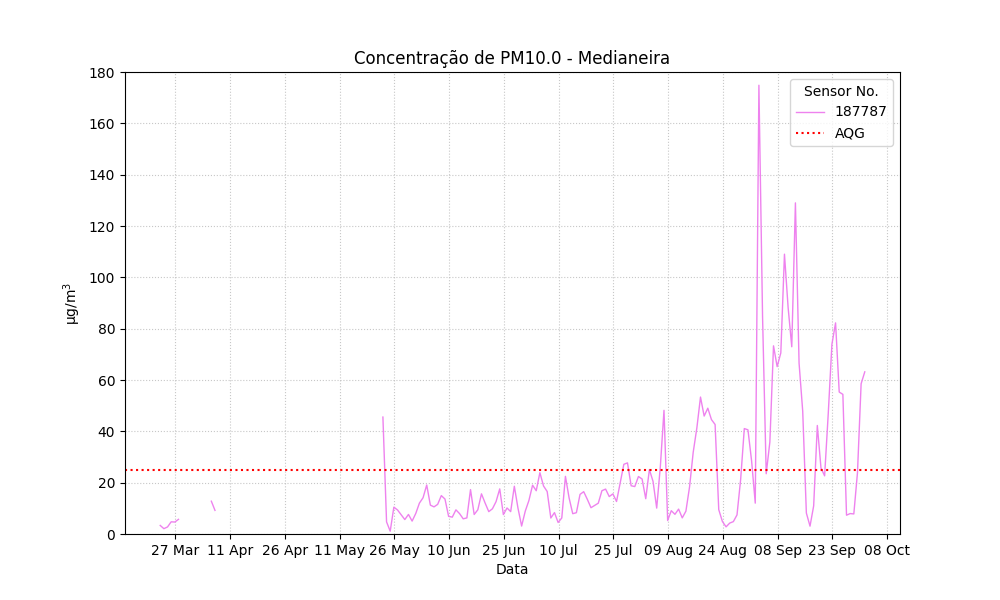 Concentração de PM10.0 - Medianeira
180
160
140
120
100
80
60
40
20
0
µg/m³
Sensor No.
187787
AQG
27 Mar 11 Apr 26 Apr 11 May 26 May 10 Jun 25 Jun 10 Jul 25 Jul 09 Aug 24 Aug 08 Sep 23 Sep 08 Oct
Data